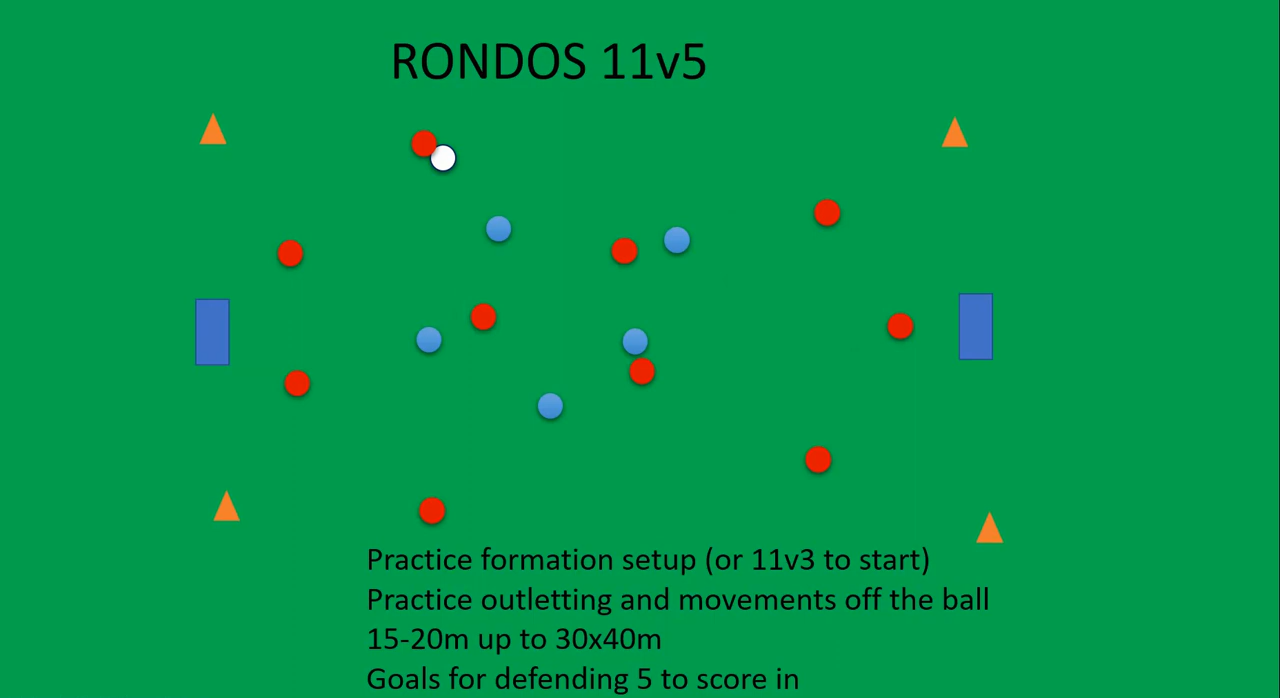 RONDOS 11v5
Practice formation setup (or 11v3 to start)
Practice outletting and movements off the ball
15-20m up to 30x40m
Goals for defending 5 to score in